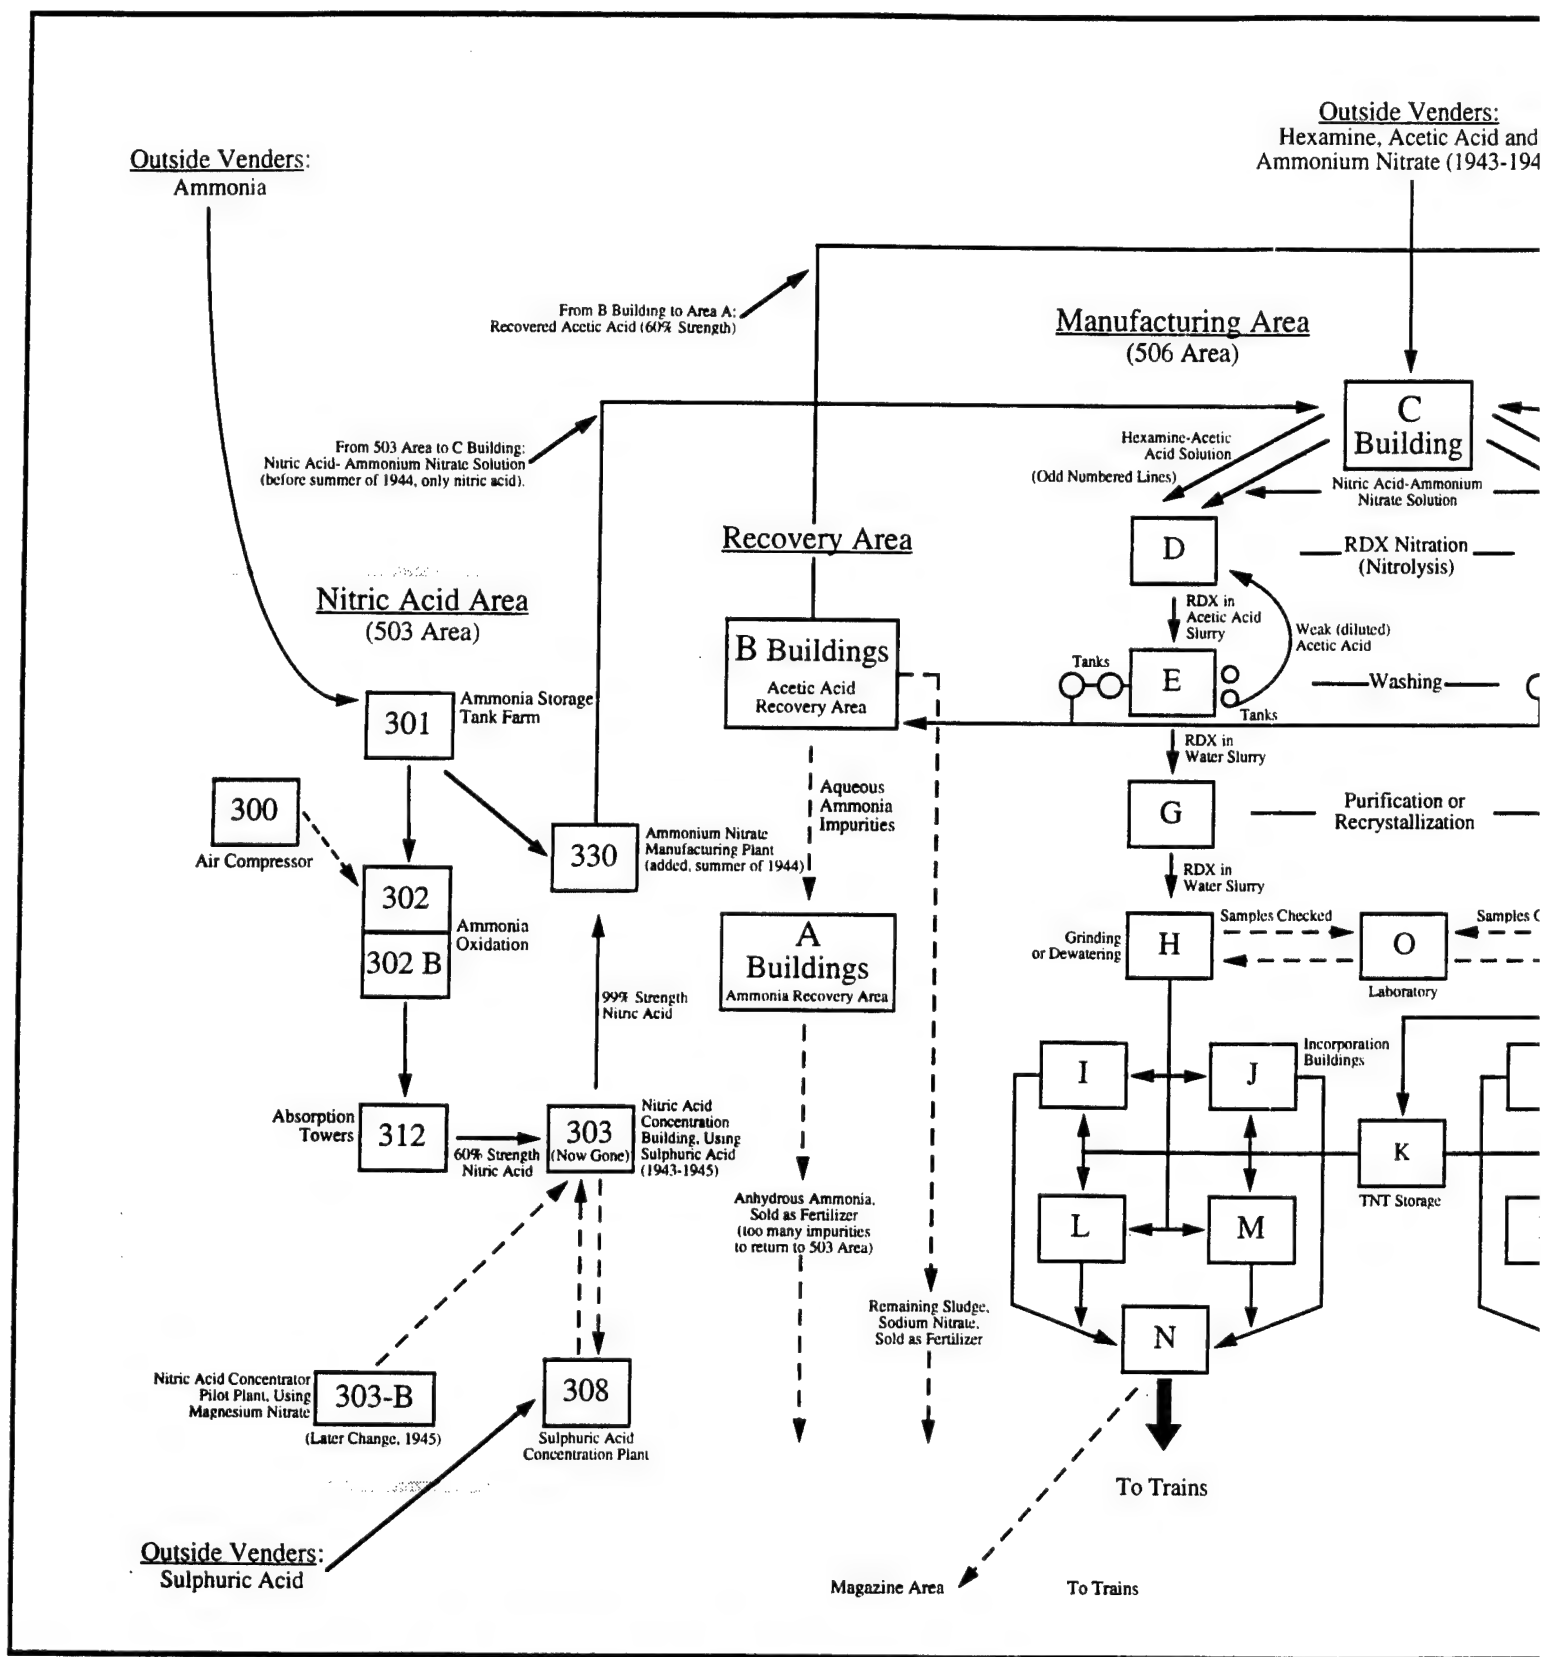 Outside Venders:
Ammonia
Outside Venders:
Hexamine, Acetic Acid and
Ammonium Nitrate (1943-194
From B Building to Area A:
Recovered Acetic Acid (60% Strength)
Manufacturing Area
(506 Area)
From 503 Area to C Building:
Nitric Acid- Ammonium Nitrate Solution
(before summer of 1944, only nitric acid).
C
Building
Hexamine-Acetic
Acid Solution
(Odd Numbered Lines)
Nitric Acid-Ammonium
Nitrate Solution
Recovery Area
D
RDX Nitration
(Nitrolysis)
Nitric Acid Area
(503 Area)
RDX in
Acetic Acid
Slurry
Weak (diluted)
Acetic Acid
B Buildings
Acetic Acid
Recovery Area
Tanks
E
Tanks
Washing
301
Ammonia Storage
Tank Farm
RDX in
Water Slurry
300
Air Compressor
Aqueous
Ammonia
Impurities
G
Purification or
Recrystallization
330
Ammonium Nitrate
Manufacturing Plant
(added, summer of 1944)
RDX in
Water Slurry
302
302 B
Ammonia
Oxidation
A
Buildings
Ammonia Recovery Area
Grinding
or Dewatering
H
Samples Checked
O
Laboratory
Samples C
99% Strength
Nitric Acid
I
J
Incorporation
Buildings
Absorption
Towers
312
60% Strength
Nitric Acid
303
(Now Gone)
Nitric Acid
Concentration
Building, Using
Sulphuric Acid
(1943-1945)
K
TNT Storage
Anhydrous Ammonia,
Sold as Fertilizer
(too many impurities
to return to 503 Area)
L
M
Remaining Sludge,
Sodium Nitrate,
Sold as Fertilizer
N
Nitric Acid Concentrator
Pilot Plant, Using
Magnesium Nitrate
303-B
(Later Change, 1945)
308
Sulphuric Acid
Concentration Plant
To Trains
Outside Venders:
Sulphuric Acid
Magazine Area
To Trains